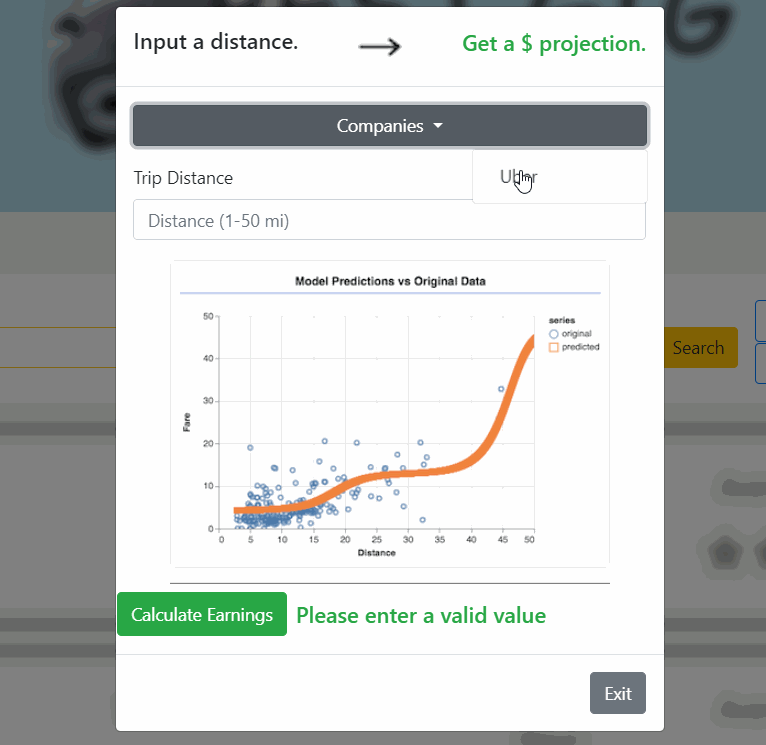 Input a distance.
Get a $ projection.
Companies
Uber
Trip Distance
Distance (1-50 mi)
Model Predictions vs Original Data
series
original
predicted
Fare
50
40
30
20
10
0
0 5 10 15 20 25 30 35 40 45 50
Distance
Search
Calculate Earnings
Please enter a valid value
Exit